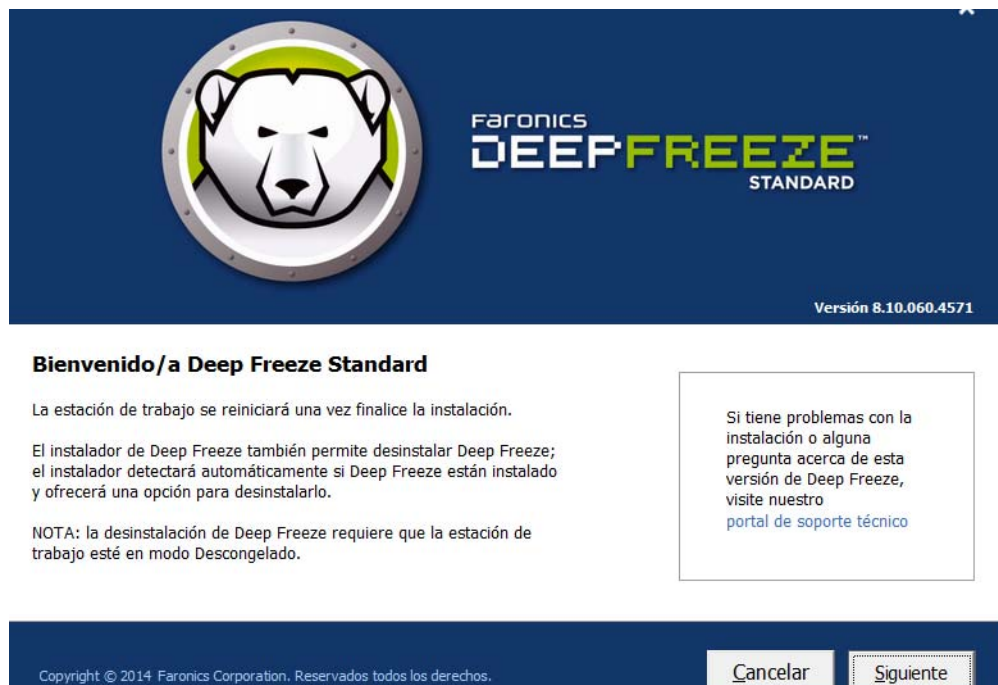 Faronics
DEEPFREEZE™
STANDARD
Versión 8.10.060.4571
Bienvenido/a Deep Freeze Standard
La estación de trabajo se reiniciará una vez finalice la instalación.
El instalador de Deep Freeze también permite desinstalar Deep Freeze;
el instalador detectará automáticamente si Deep Freeze están instalado
y ofrecerá una opción para desinstalarlo.
NOTA: la desinstalación de Deep Freeze requiere que la estación de
trabajo esté en modo Descongelado.
Si tiene problemas con la
instalación o alguna
pregunta acerca de esta
versión de Deep Freeze,
visite nuestro
portal de soporte técnico
Copyright © 2014 Faronics Corporation. Reservados todos los derechos.
Cancelar
Siguiente